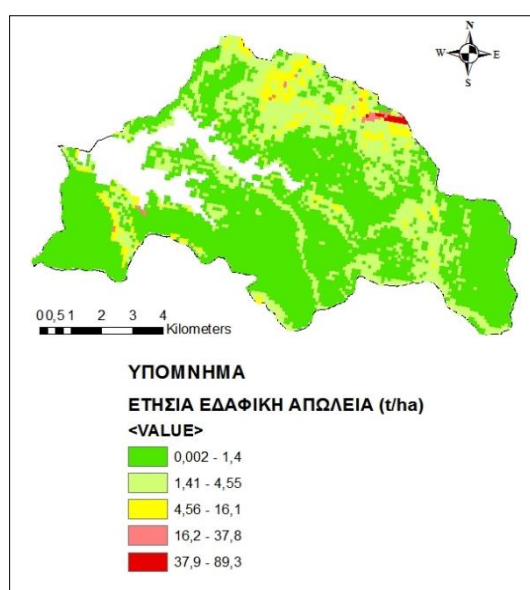 N
W E
S
0 0,5 1 2 3 4
Kilometers
ΥΠΟΜΝΗΜΑ
ΕΤΗΣΙΑ ΕΔΑΦΙΚΗ ΑΠΩΛΕΙΑ (t/ha)
<VALUE>
0,002 - 1,4
1,41 - 4,55
4,56 - 16,1
16,2 - 37,8
37,9 - 89,3